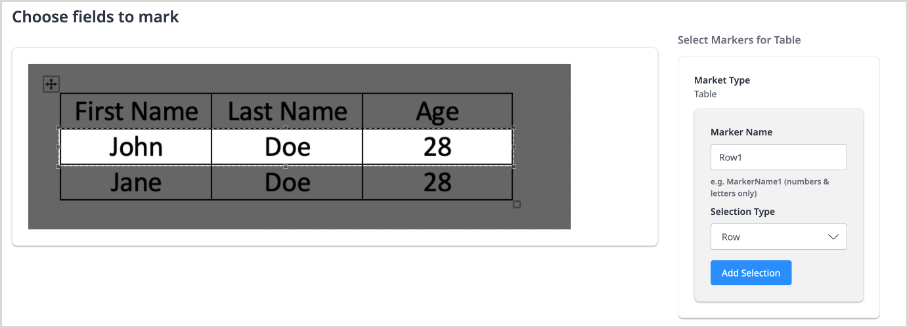 Choose fields to mark
Select Markers for Table
First Name Last Name Age
John Doe 28
Jane Doe 28
Market Type
Table
Marker Name
Row1
e.g. MarkerName1 (numbers &
letters only)
Selection Type
Row
Add Selection